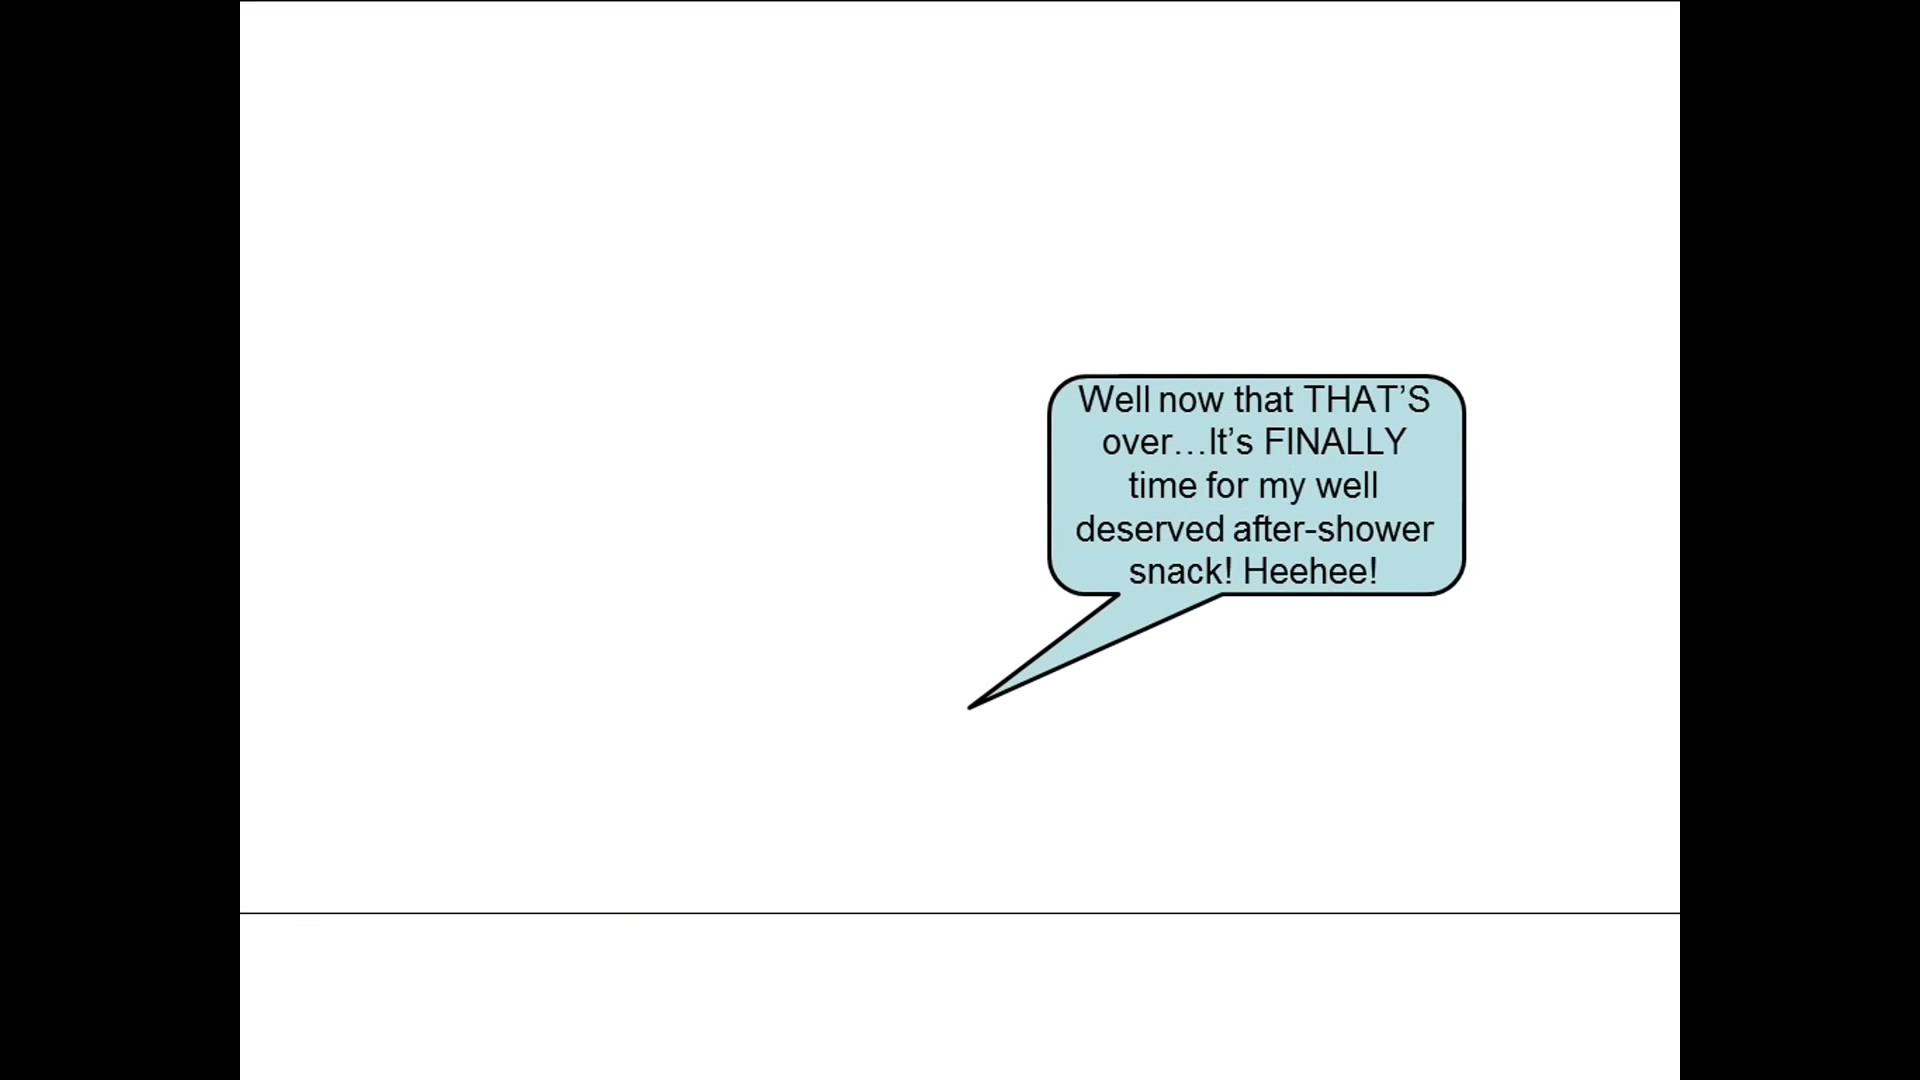 Well now that THAT’S
over…It’s FINALLY
time for my well
deserved after-shower
snack! Heehee!